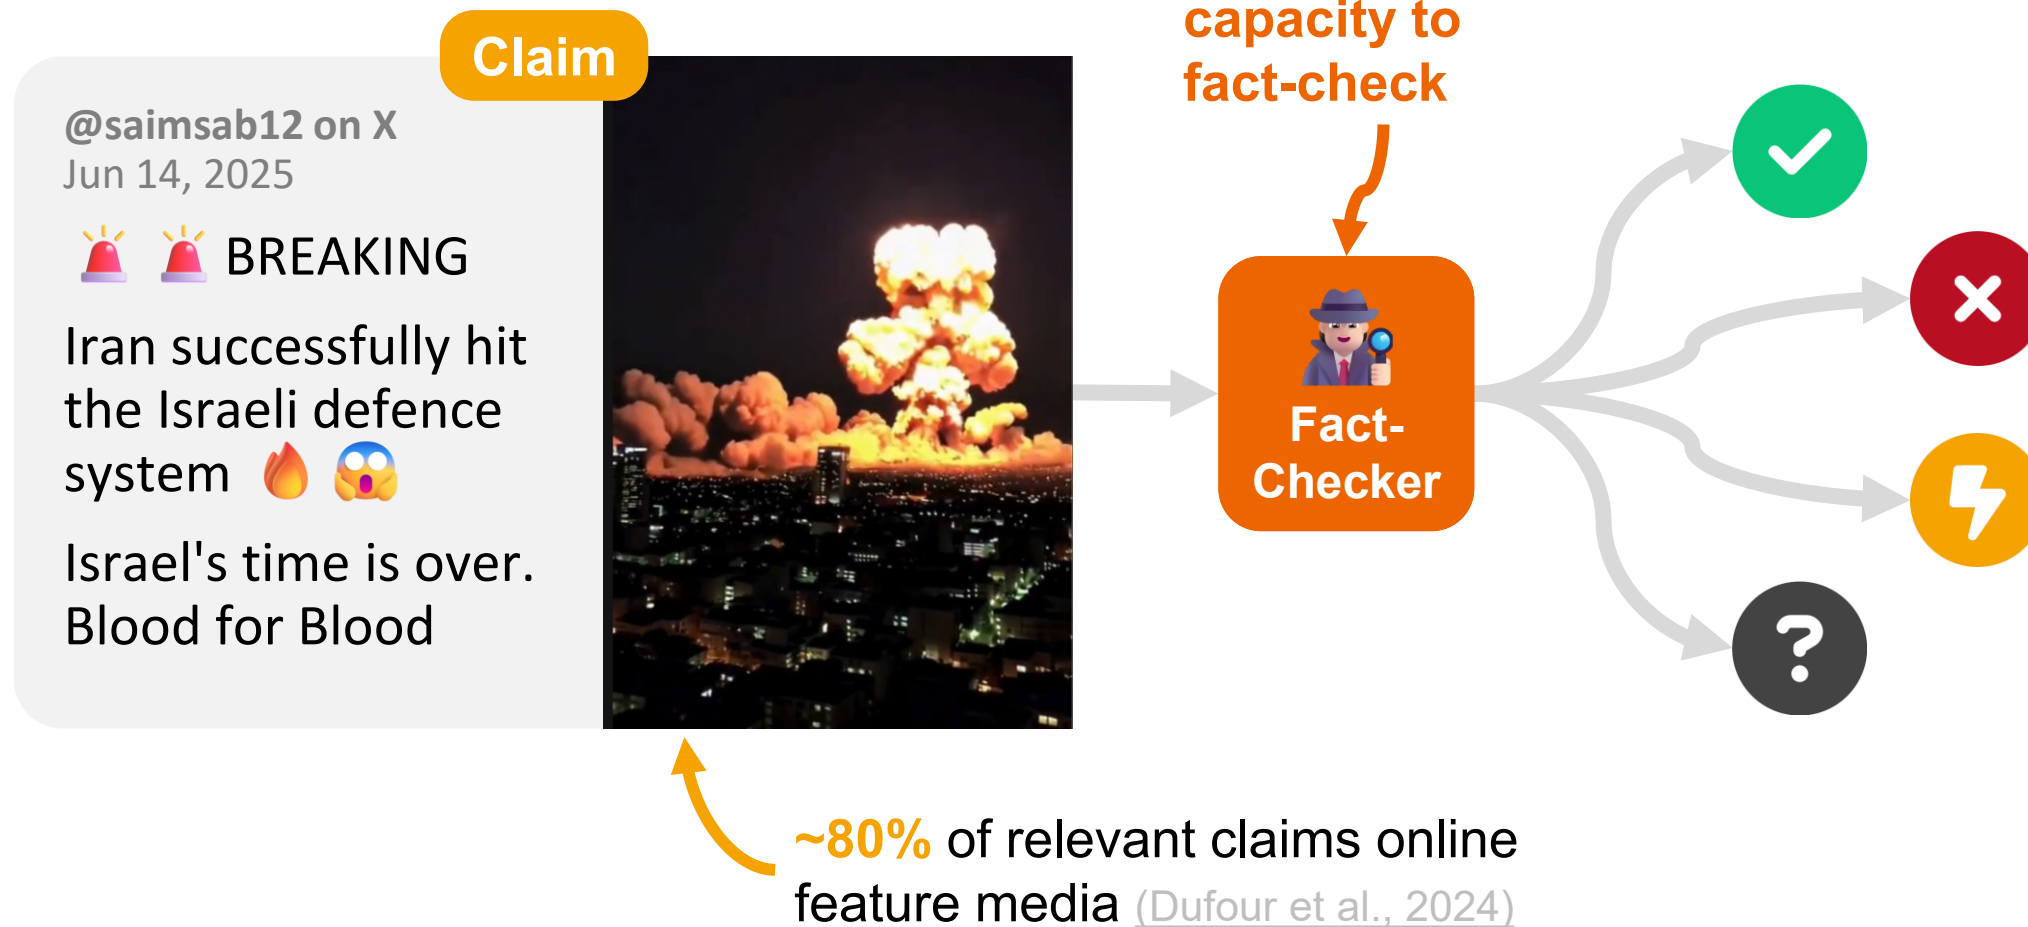 Claim
@saimsab12 on X
Jun 14, 2025
🚨 🚨 BREAKING
Iran successfully hit
the Israeli defence
system 🔥 😱
Israel's time is over.
Blood for Blood
capacity to
fact-check
Fact-
Checker
~80% of relevant claims online
feature media (Dufour et al., 2024)